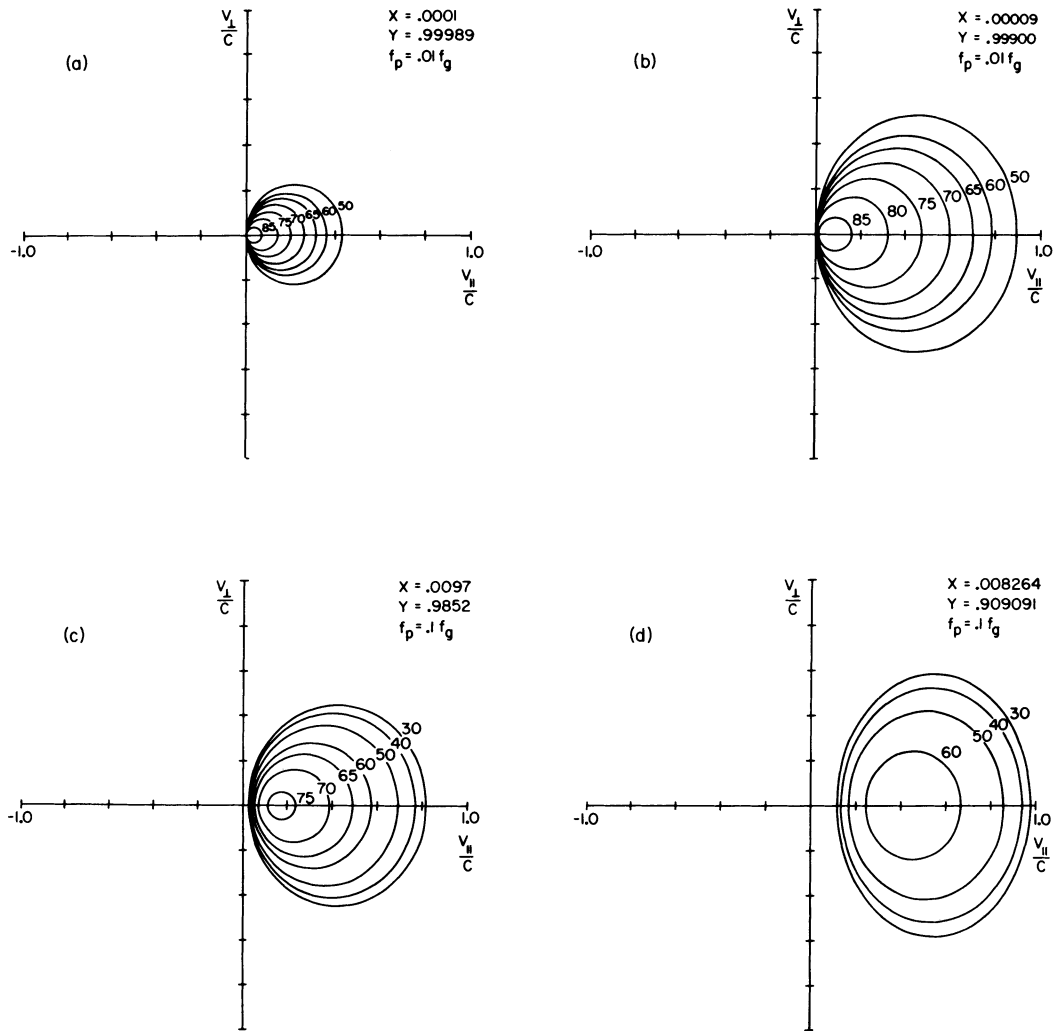 (a)
V⊥
C
X = .0001
Y = .99989
fp = .01 fg
85 75 70 65 60 50
-1.0
1.0
V||
C
(b)
V⊥
C
X = .00009
Y = .99900
fp = .01 fg
85 80 75 70 65 60 50
-1.0
1.0
V||
C
(c)
V⊥
C
X = .0097
Y = .9852
fp = .1 fg
75 70 65 60 50 40 30
-1.0
1.0
V||
C
(d)
V⊥
C
X = .008264
Y = .909091
fp = .1 fg
60 50 40 30
-1.0
1.0
V||
C